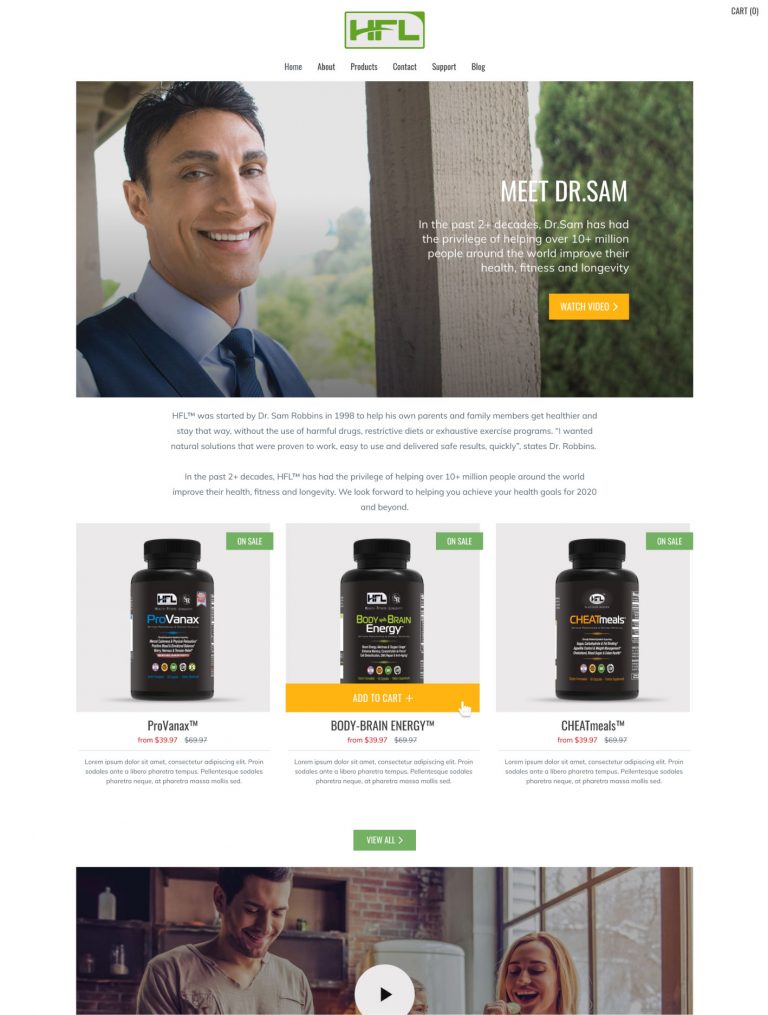 CART (0)
HFL
Home About Products Contact Support Blog
MEET DR.SAM
In the past 2+ decades, Dr.Sam has had
the privilege of helping over 10+ million
people around the world improve their
health, fitness and longevity
WATCH VIDEO
HFL™ was started by Dr. Sam Robbins in 1998 to help his own parents and family members get healthier and
stay that way, without the use of harmful drugs, restrictive diets or exhaustive exercise programs. “I wanted
natural solutions that were proven to work, easy to use and delivered safe results, quickly”, states Dr. Robbins.
In the past 2+ decades, HFL™ has had the privilege of helping over 10+ million people around the world
improve their health, fitness and longevity. We look forward to helping you achieve your health goals for 2020
and beyond.
ON SALE
HFL
ProVanax
ON SALE
HFL
BODY BRAIN
Energy
ADD TO CART +
ON SALE
HFL
CHEATmeals
ProVanax™
from $39.97 $69.97
Lorem ipsum dolor sit amet, consectetur adipiscing elit. Proin
sodales ante a libero pharetra tempus. Pellentesque sodales
pharetra neque, at pharetra massa mollis sed.
BODY-BRAIN ENERGY™
from $39.97 $69.97
Lorem ipsum dolor sit amet, consectetur adipiscing elit. Proin
sodales ante a libero pharetra tempus. Pellentesque sodales
pharetra neque, at pharetra massa mollis sed.
CHEATmeals™
from $39.97 $69.97
Lorem ipsum dolor sit amet, consectetur adipiscing elit. Proin
sodales ante a libero pharetra tempus. Pellentesque sodales
pharetra neque, at pharetra massa mollis sed.
VIEW ALL